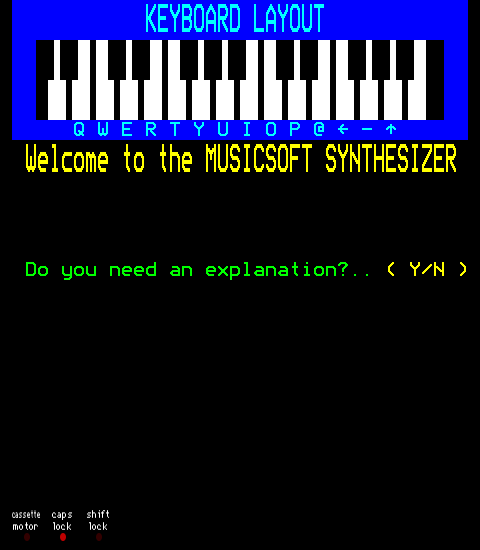 KEYBOARD LAYOUT
Q W E R T Y U I O P @ ← – ↑
Welcome to the MUSICSOFT SYNTHESIZER
Do you need an explanation?.. ( Y/N )
cassette motor
caps lock
shift lock